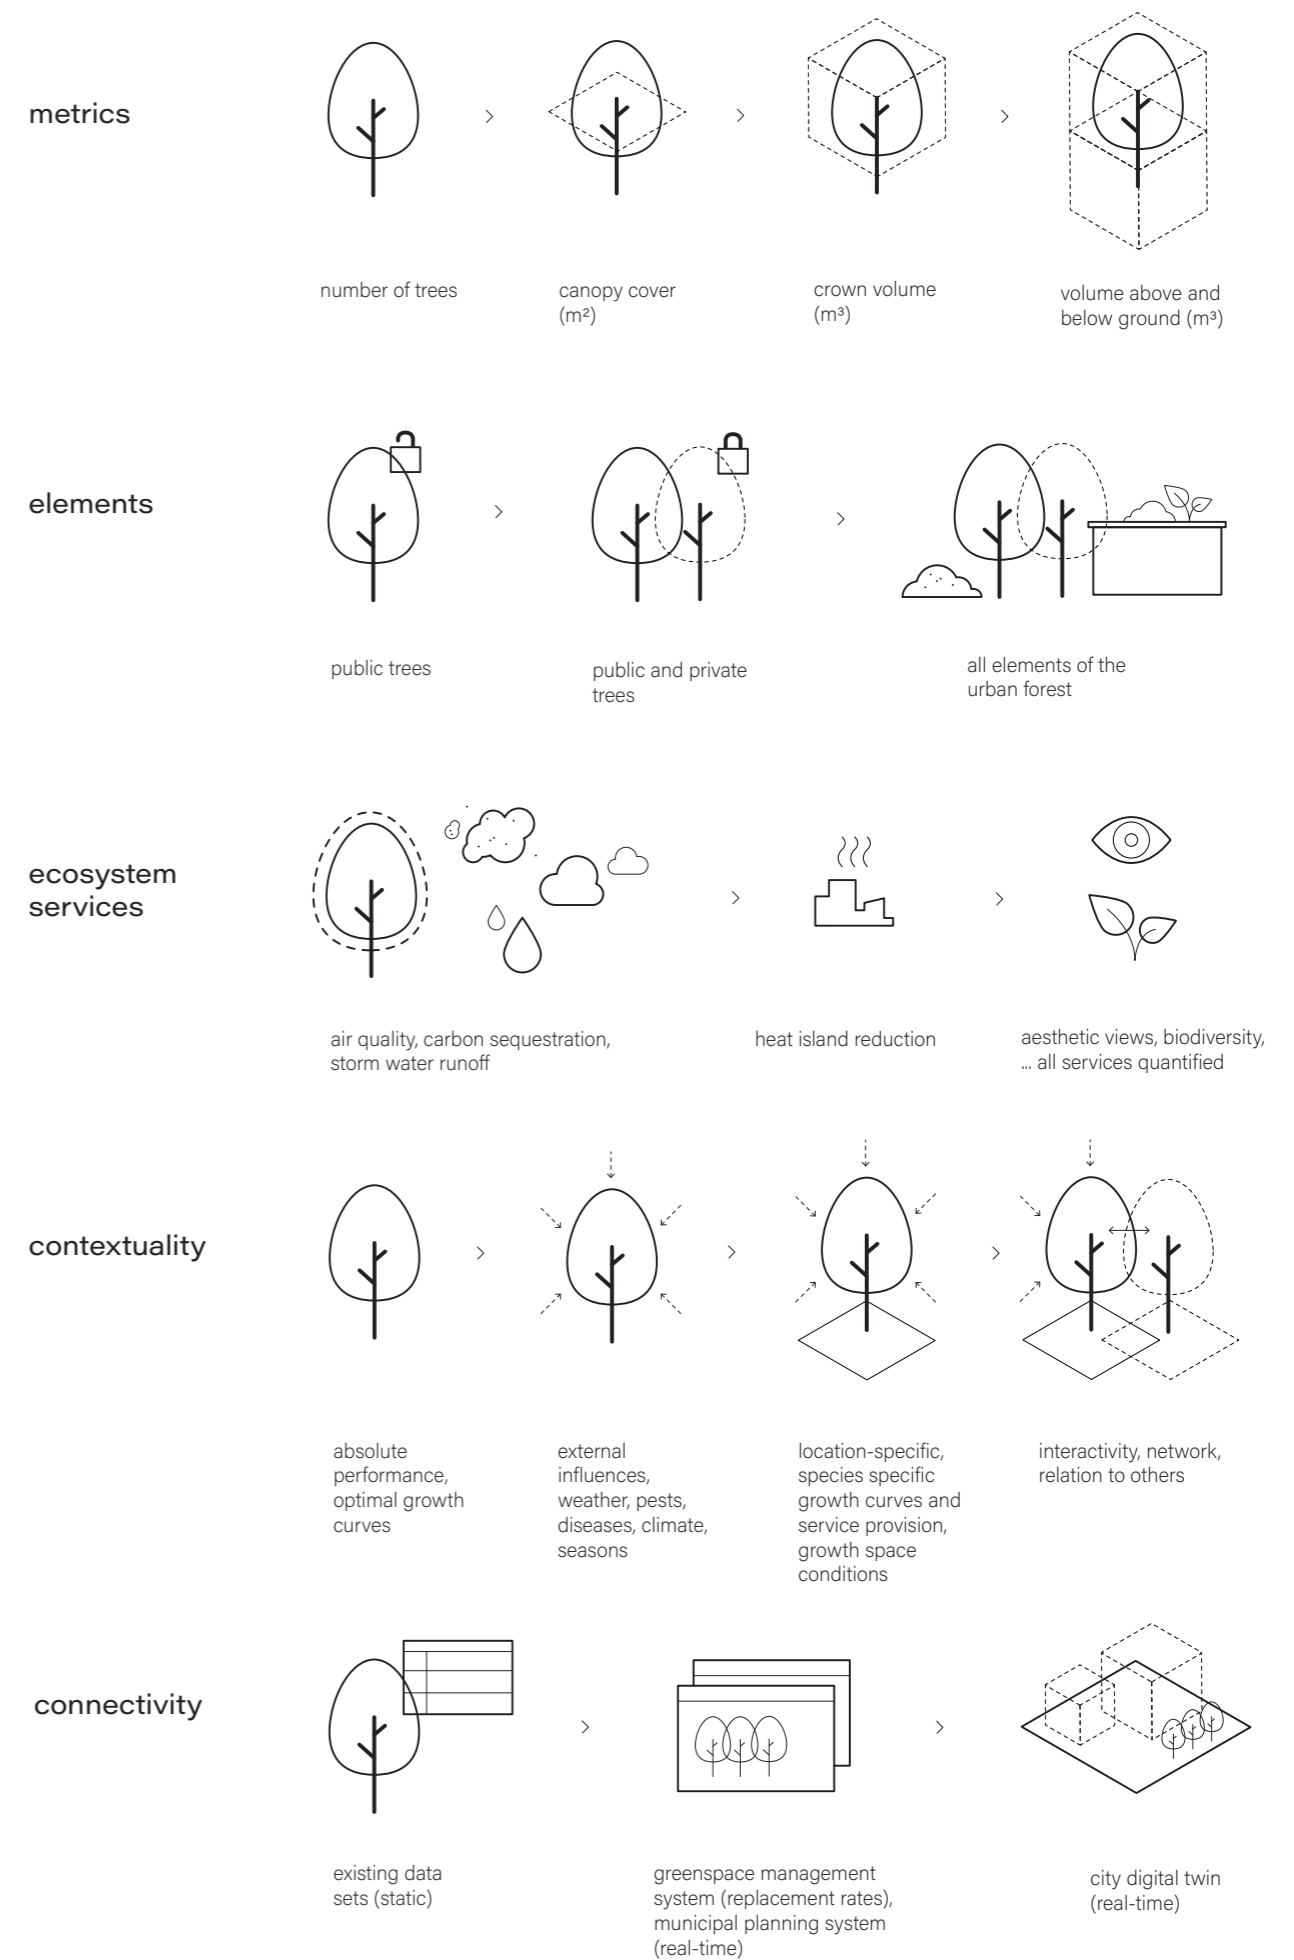 metrics
number of trees
canopy cover
(m²)
crown volume
(m³)
volume above and
below ground (m³)
elements
public trees
public and private
trees
all elements of the
urban forest
ecosystem
services
air quality, carbon sequestration,
storm water runoff
heat island reduction
aesthetic views, biodiversity,
... all services quantified
contextuality
absolute
performance,
optimal growth
curves
external
influences,
weather, pests,
diseases, climate,
seasons
location-specific,
species specific
growth curves and
service provision,
growth space
conditions
interactivity, network,
relation to others
connectivity
existing data
sets (static)
greenspace management
system (replacement rates),
municipal planning system
(real-time)
city digital twin
(real-time)